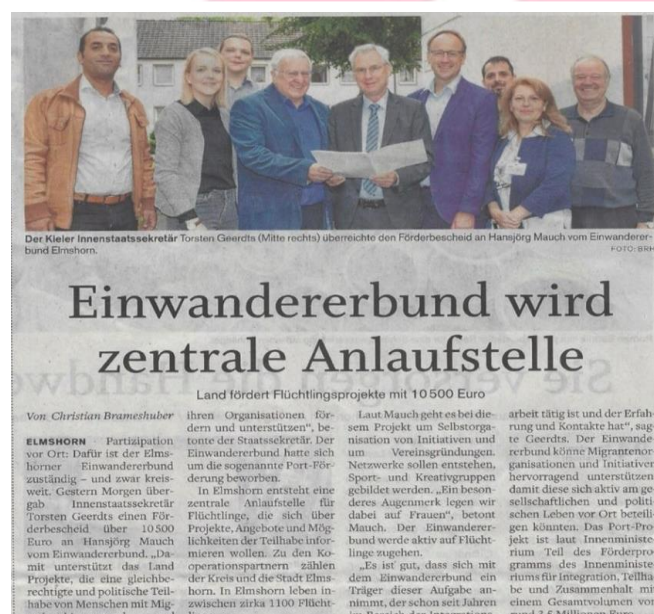 Der Kieler Innenstaatssekretär Torsten Geerdts (Mitte rechts) überreichte den Förderbescheid an Hansjörg Mauch vom Einwanderer-
bund Elmshorn.
FOTO: BRH
Einwandererbund wird
zentrale Anlaufstelle
Land fördert Flüchtlingsprojekte mit 10 500 Euro
Von Christian Brameshuber
ELMSHORN Partizipation
vor Ort: Dafür ist der Elms-
horner Einwandererbund
zuständig – und zwar kreis-
weit. Gestern Morgen über-
gab Innenstaatssekretär
Torsten Geerdts einen För-
derbescheid über 10 500
Euro an Hansjörg Mauch
vom Einwandererbund. „Da-
mit unterstützt das Land
Projekte, die eine gleichbe-
rechtigte und politische Teil-
habe von Menschen mit Mig-
ihren Organisationen för-
dern und unterstützen“, be-
tonte der Staatssekretär. Der
Einwandererbund hatte sich
um die sogenannte Port-För-
derung beworben.
In Elmshorn entsteht eine
zentrale Anlaufstelle für
Flüchtlinge, die sich über
Projekte, Angebote und Mög-
lichkeiten der Teilhabe infor-
mieren wollen. Zu den Ko-
operationspartnern zählen
der Kreis und die Stadt Elms-
horn. In Elmshorn leben in-
zwischen zirka 1100 Flücht-
Laut Mauch geht es bei die-
sem Projekt um Selbstorga-
nisation von Initiativen und
um Vereinsgründungen.
Netzwerke sollen entstehen,
Sport- und Kreativgruppen
gebildet werden. „Ein beson-
deres Augenmerk legen wir
dabei auf Frauen“, betont
Mauch. Der Einwanderer-
bund werde aktiv auf Flücht-
linge zugehen.
„Es ist gut, dass sich mit
dem Einwandererbund ein
Träger dieser Aufgabe an-
nimmt, der schon seit Jahren
arbeit tätig ist und der Erfah-
rung und Kontakte hat“, sag-
te Geerdts. Der Einwande-
rerbund könne Migrantenor-
ganisationen und Initiativen
hervorragend unterstützen,
damit diese sich aktiv am ge-
sellschaftlichen und politi-
schen Leben vor Ort beteili-
gen könnten. Das Port-Pro-
jekt ist laut Innenministe-
rium Teil des Förderpro-
gramms des Innenministe-
riums für Integration, Teilha-
be und Zusammenhalt mit
einem Gesamtvolumen von